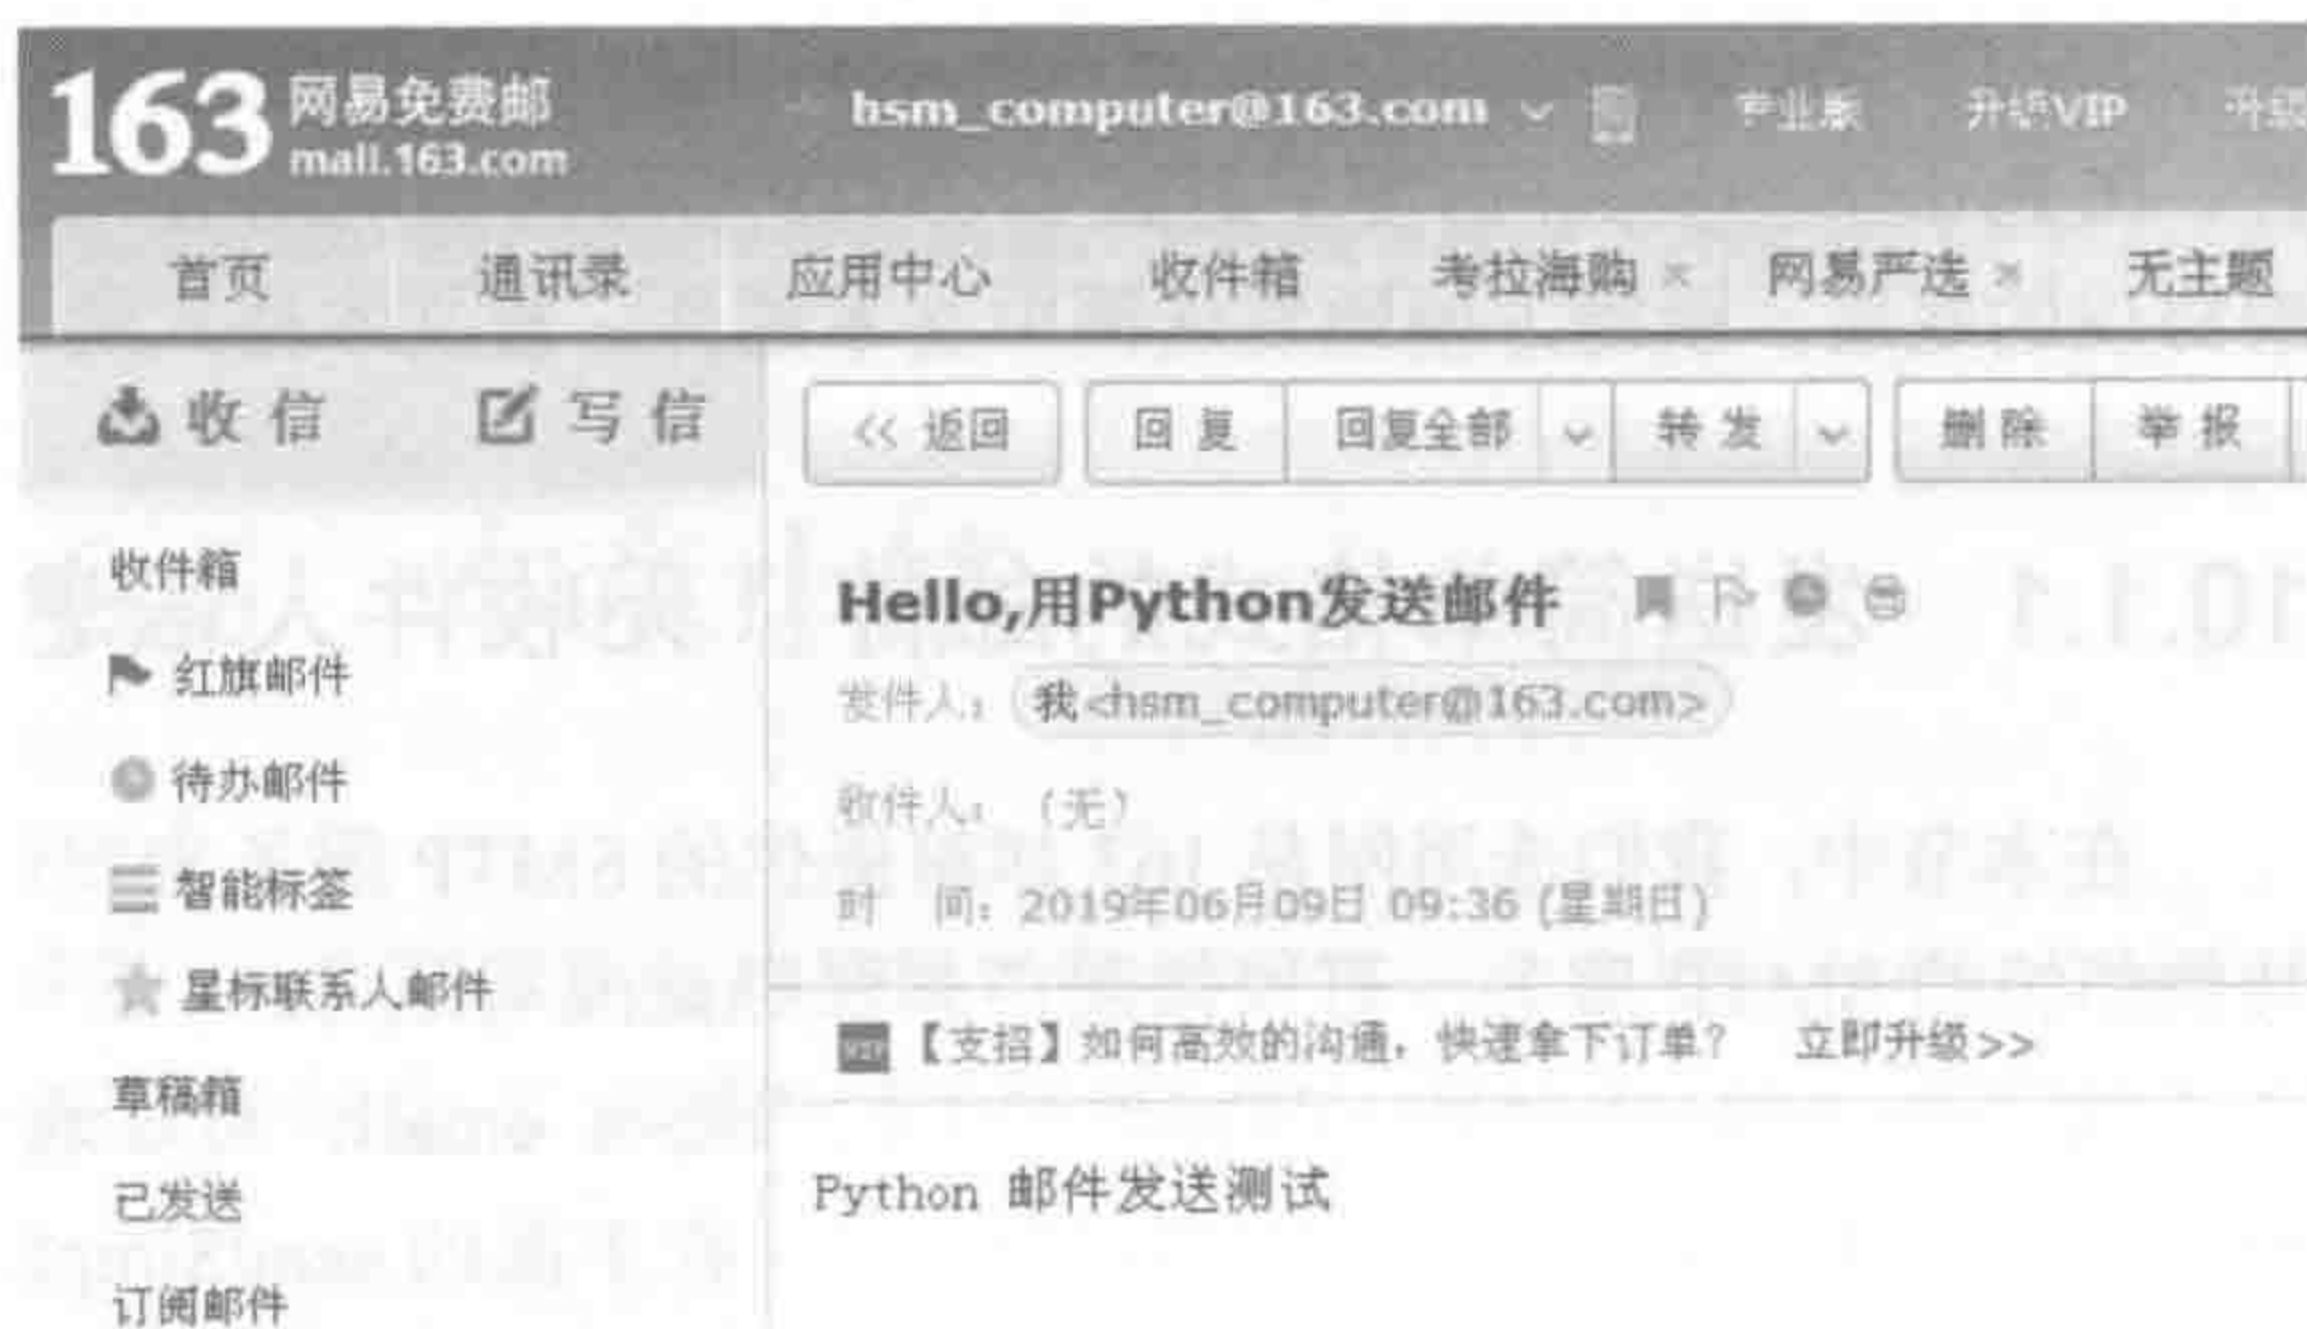 163 网易免费邮
mail.163.com
hsm_computer@163.com 专业版 升级VIP 升级
首页 通讯录 应用中心 收件箱 考拉海购 × 网易严选 × 无主题
收信 写信
<< 返回 回复 回复全部 转发 删除 举报
收件箱
红旗邮件
待办邮件
智能标签
星标联系人邮件
草稿箱
已发送
订阅邮件
Hello,用Python发送邮件
发件人：我<hsm_computer@163.com>
收件人：（无）
时 间：2019年06月09日 09:36 (星期日)
【支招】如何高效的沟通，快速拿下订单？ 立即升级>>
Python 邮件发送测试